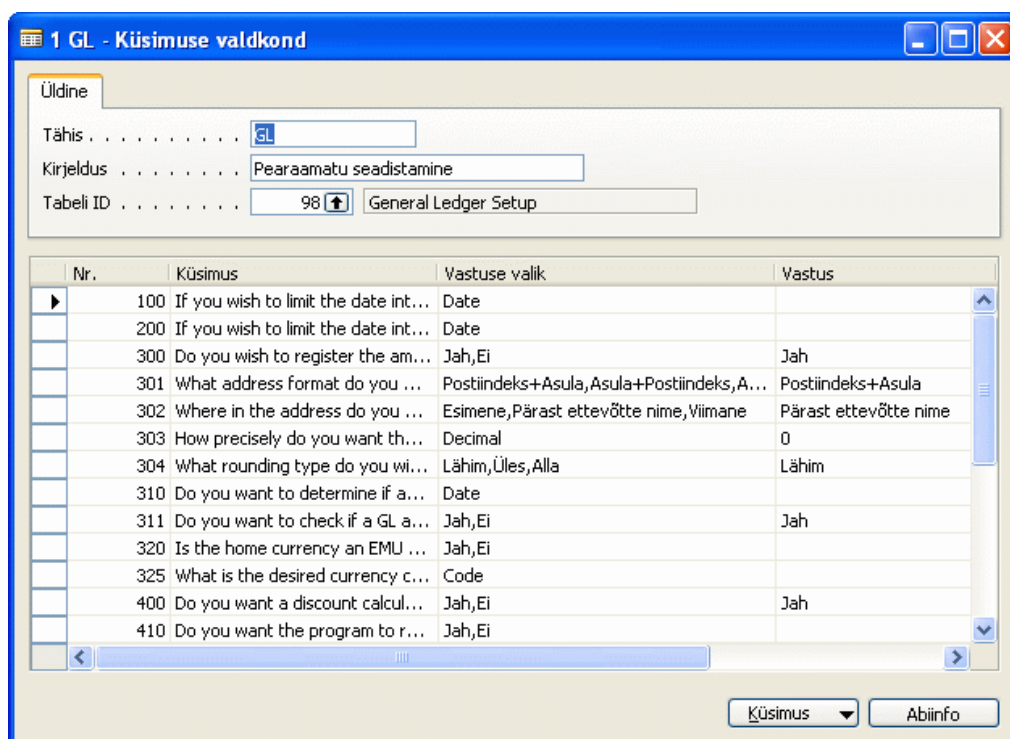 1 GL - Küsimuse valdkond
Üldine
Tähis . . . . . . . . . . GL
Kirjeldus . . . . . . . . Pearaamatu seadistamine
Tabeli ID . . . . . . . . 98 General Ledger Setup
Nr. Küsimus Vastuse valik Vastus
100 If you wish to limit the date int... Date
200 If you wish to limit the date int... Date
300 Do you wish to register the am... Jah,Ei Jah
301 What address format do you ... Postiindeks+Asula,Asula+Postiindeks,A... Postiindeks+Asula
302 Where in the address do you ... Esimene,Pärast ettevõtte nime,Viimane Pärast ettevõtte nime
303 How precisely do you want th... Decimal 0
304 What rounding type do you wi... Lähim,Üles,Alla Lähim
310 Do you want to determine if a... Date
311 Do you want to check if a GL a... Jah,Ei Jah
320 Is the home currency an EMU ... Jah,Ei
325 What is the desired currency c... Code
400 Do you want a discount calcul... Jah,Ei Jah
410 Do you want the program to r... Jah,Ei
Küsimus Abiinfo